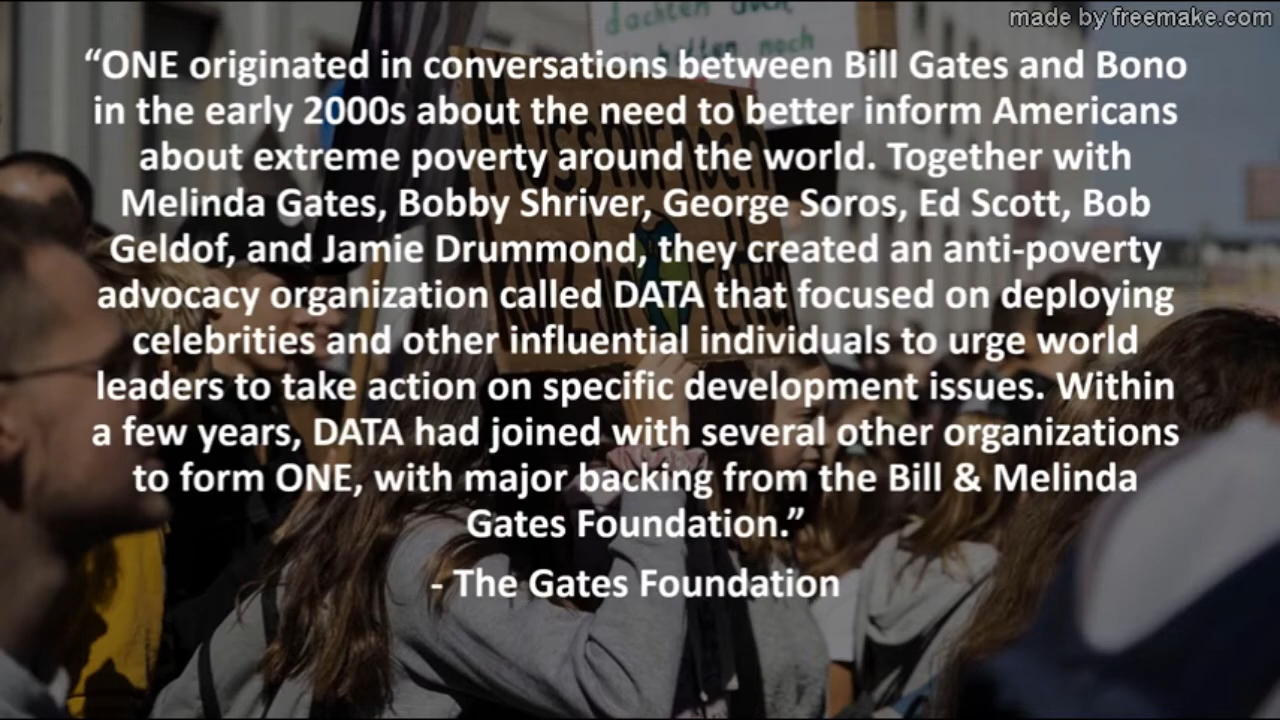 made by freemake.com
dachten auch
“ONE originated in conversations between Bill Gates and Bono
in the early 2000s about the need to better inform Americans
about extreme poverty around the world. Together with
Melinda Gates, Bobby Shriver, George Soros, Ed Scott, Bob
Geldof, and Jamie Drummond, they created an anti-poverty
advocacy organization called DATA that focused on deploying
celebrities and other influential individuals to urge world
leaders to take action on specific development issues. Within
a few years, DATA had joined with several other organizations
to form ONE, with major backing from the Bill & Melinda
Gates Foundation.”
- The Gates Foundation